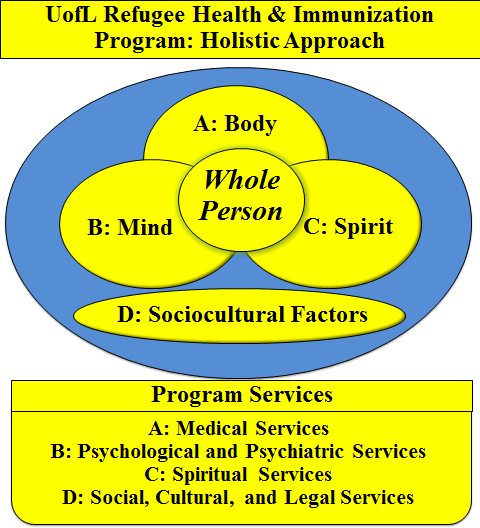 UofL Refugee Health & Immunization
Program: Holistic Approach
A: Body
Whole
Person
B: Mind
C: Spirit
D: Sociocultural Factors
Program Services
A: Medical Services
B: Psychological and Psychiatric Services
C: Spiritual Services
D: Social, Cultural, and Legal Services